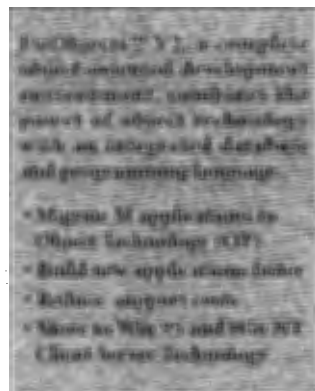 a complete
object oriented development
environment, combines the
power of object technology
with an integrated database
and programming language.
• Migrate M applications to
Object Technology (OT)
• Build new applications faster
• Reduce support costs
• Move to Win 95 and Win NT
Client Server Technology